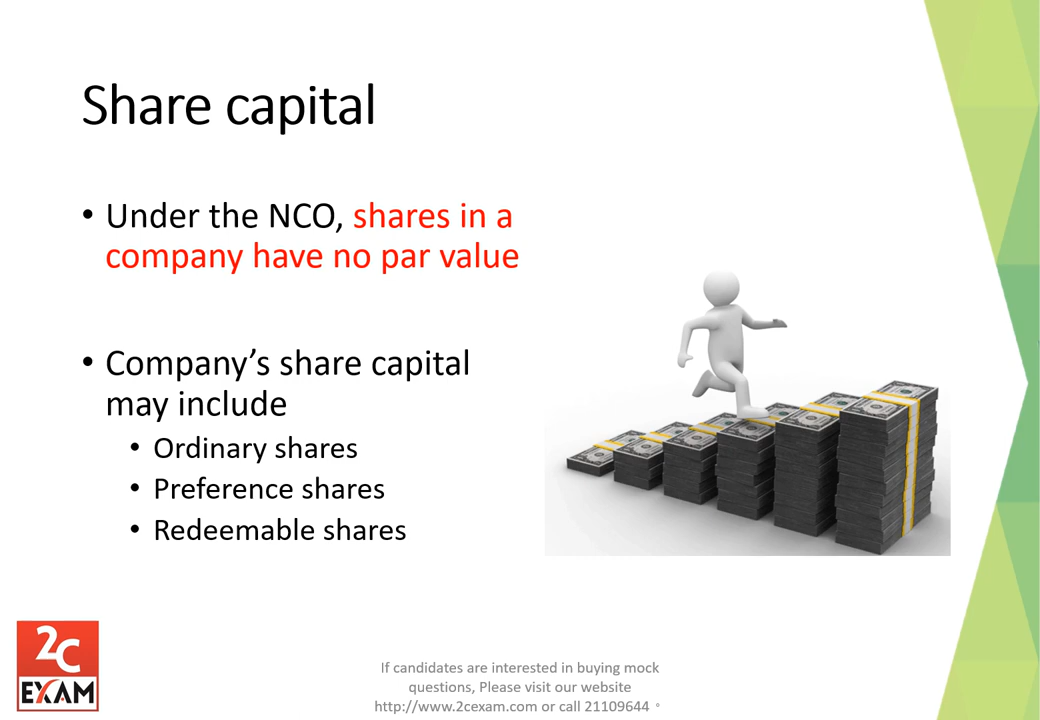 Share capital
• Under the NCO, shares in a
company have no par value
• Company’s share capital
may include
• Ordinary shares
• Preference shares
• Redeemable shares
2C
EXAM
If candidates are interested in buying mock
questions, Please visit our website
http://www.2cexam.com or call 21109644 。